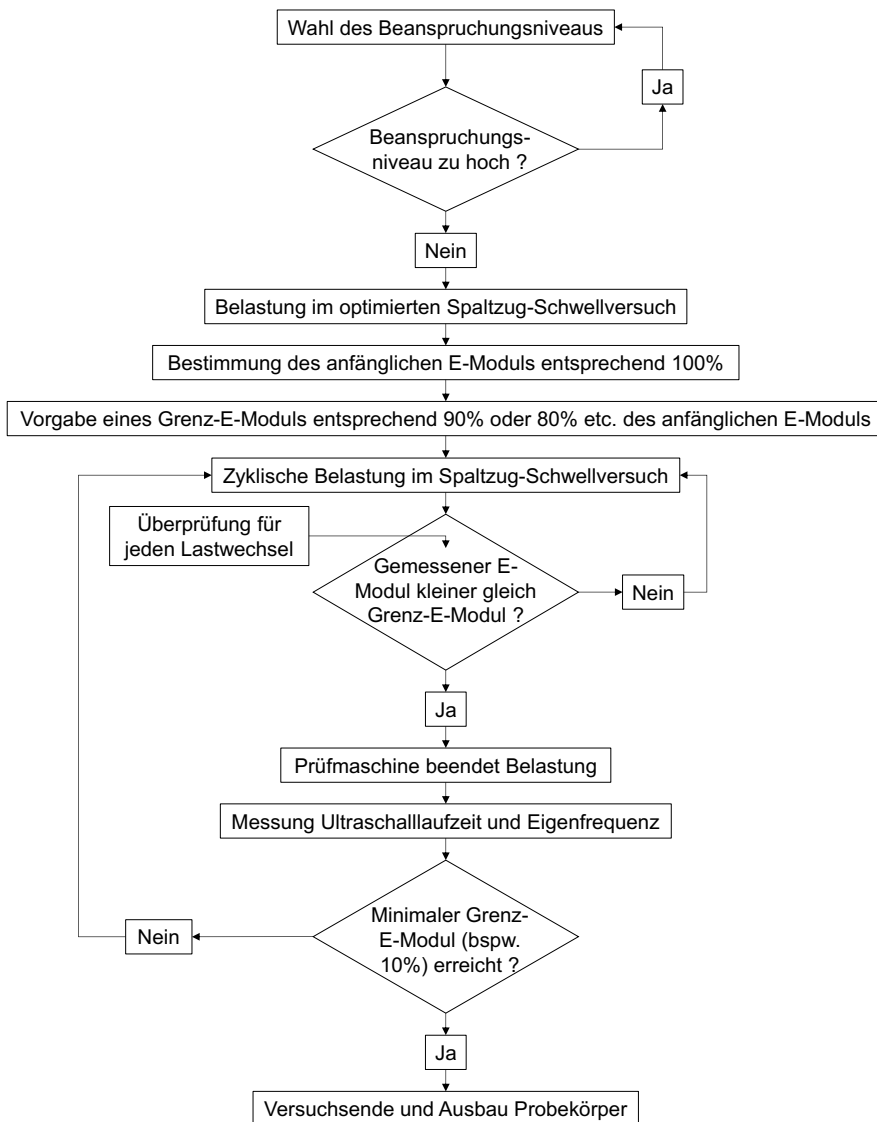 Wahl des Beanspruchungsniveaus
Ja
Beanspruchungs-
niveau zu hoch ?
Nein
Belastung im optimierten Spaltzug-Schwellversuch
Bestimmung des anfänglichen E-Moduls entsprechend 100%
Vorgabe eines Grenz-E-Moduls entsprechend 90% oder 80% etc. des anfänglichen E-Moduls
Zyklische Belastung im Spaltzug-Schwellversuch
Überprüfung für
jeden Lastwechsel
Gemessener E-
Modul kleiner gleich
Grenz-E-Modul ?
Nein
Ja
Prüfmaschine beendet Belastung
Messung Ultraschalllaufzeit und Eigenfrequenz
Minimaler Grenz-
E-Modul (bspw.
10%) erreicht ?
Nein
Ja
Versuchsende und Ausbau Probekörper